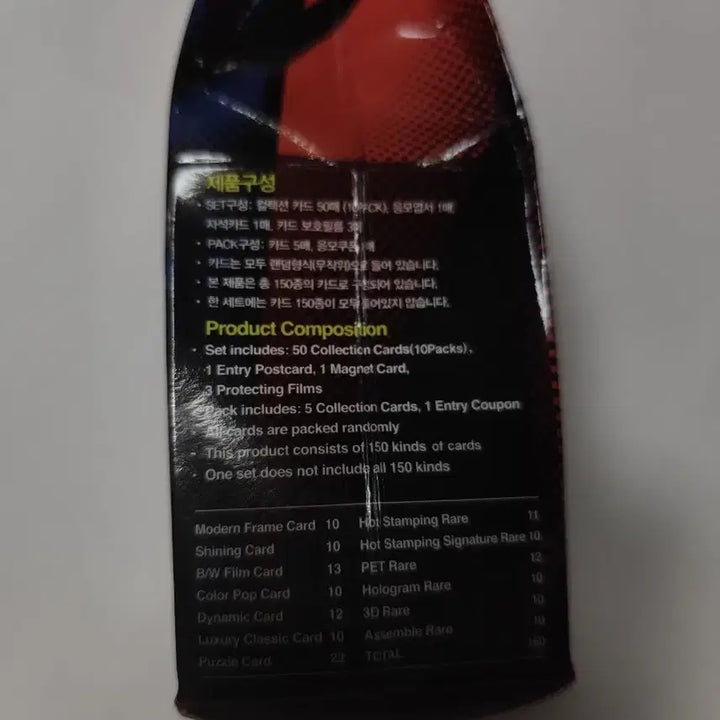 제품구성
· SET구성: 컬렉션 카드 50매 (10PACK), 응모엽서 1매,
자석카드 1매, 카드 보호필름 3매
· PACK구성: 카드 5매, 응모쿠폰 1매
· 카드는 모두 랜덤형식(무작위)으로 들어 있습니다.
· 본 제품은 총 150종의 카드로 구성되어 있습니다.
· 한 세트에는 카드 150종이 모두 들어있지 않습니다.
Product Composition
· Set includes: 50 Collection Cards(10Packs),
1 Entry Postcard, 1 Magnet Card,
3 Protecting Films
· Pack includes: 5 Collection Cards, 1 Entry Coupon
· All cards are packed randomly
· This product consists of 150 kinds of cards
· One set does not include all 150 kinds
Modern Frame Card 10 Hot Stamping Rare 11
Shining Card 10 Hot Stamping Signature Rare 10
B/W Film Card 13 PET Rare 12
Color Pop Card 10 Hologram Rare 10
Dynamic Card 12 3D Rare 10
Luxury Classic Card 10 Assemble Rare 10
Puzzle Card 22 TOTAL 150